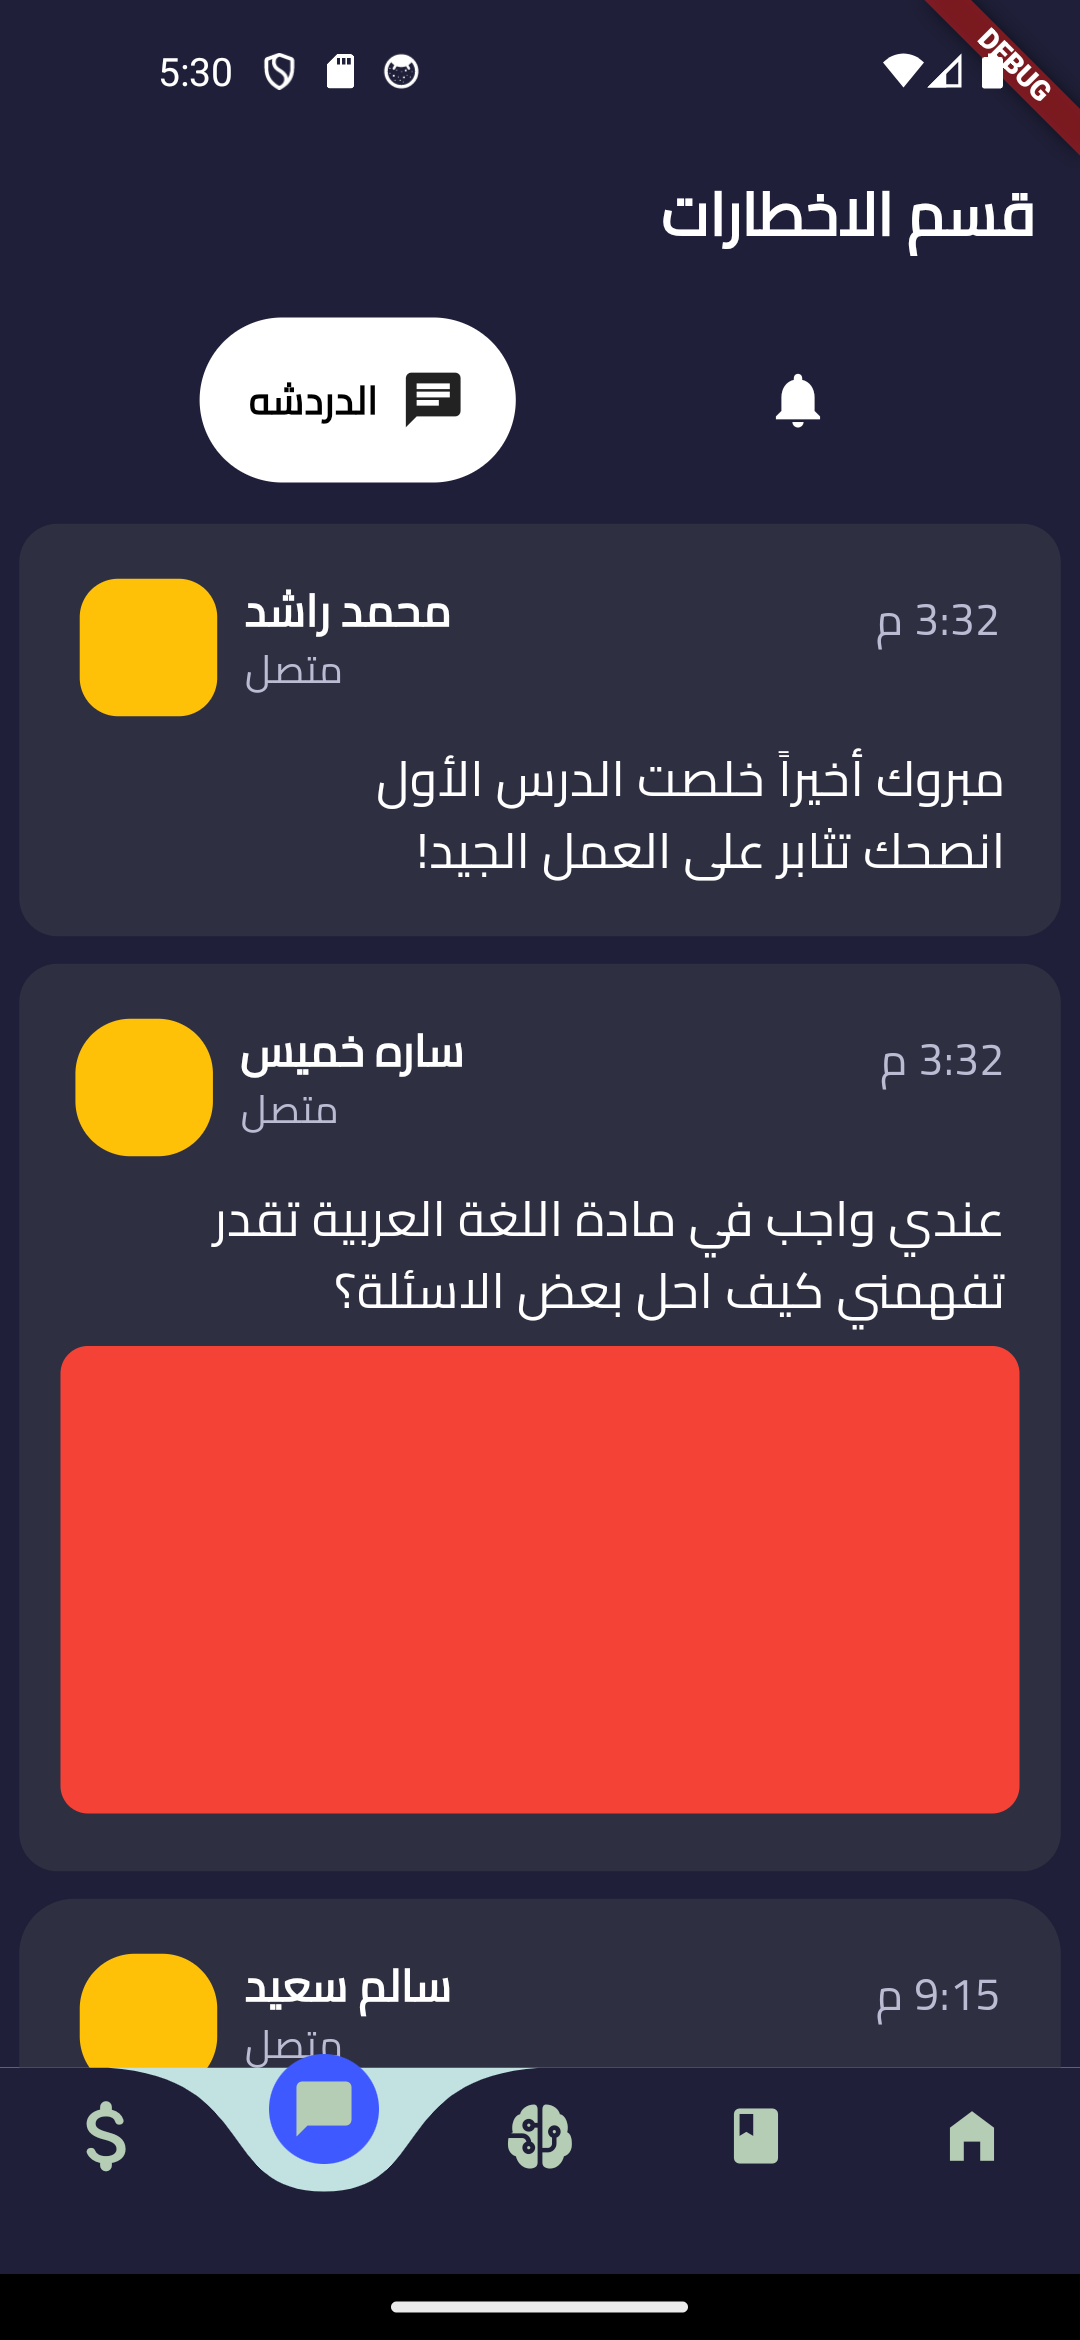 5:30
DEBUG
قسم الاخطارات
الدردشه
محمد راشد
3:32 م
متصل
مبروك أخيراً خلصت الدرس الأول
انصحك تثابر على العمل الجيد!
ساره خميس
3:32 م
متصل
عندي واجب في مادة اللغة العربية تقدر
تفهمني كيف احل بعض الاسئلة؟
سالم سعيد
9:15 م
متصل